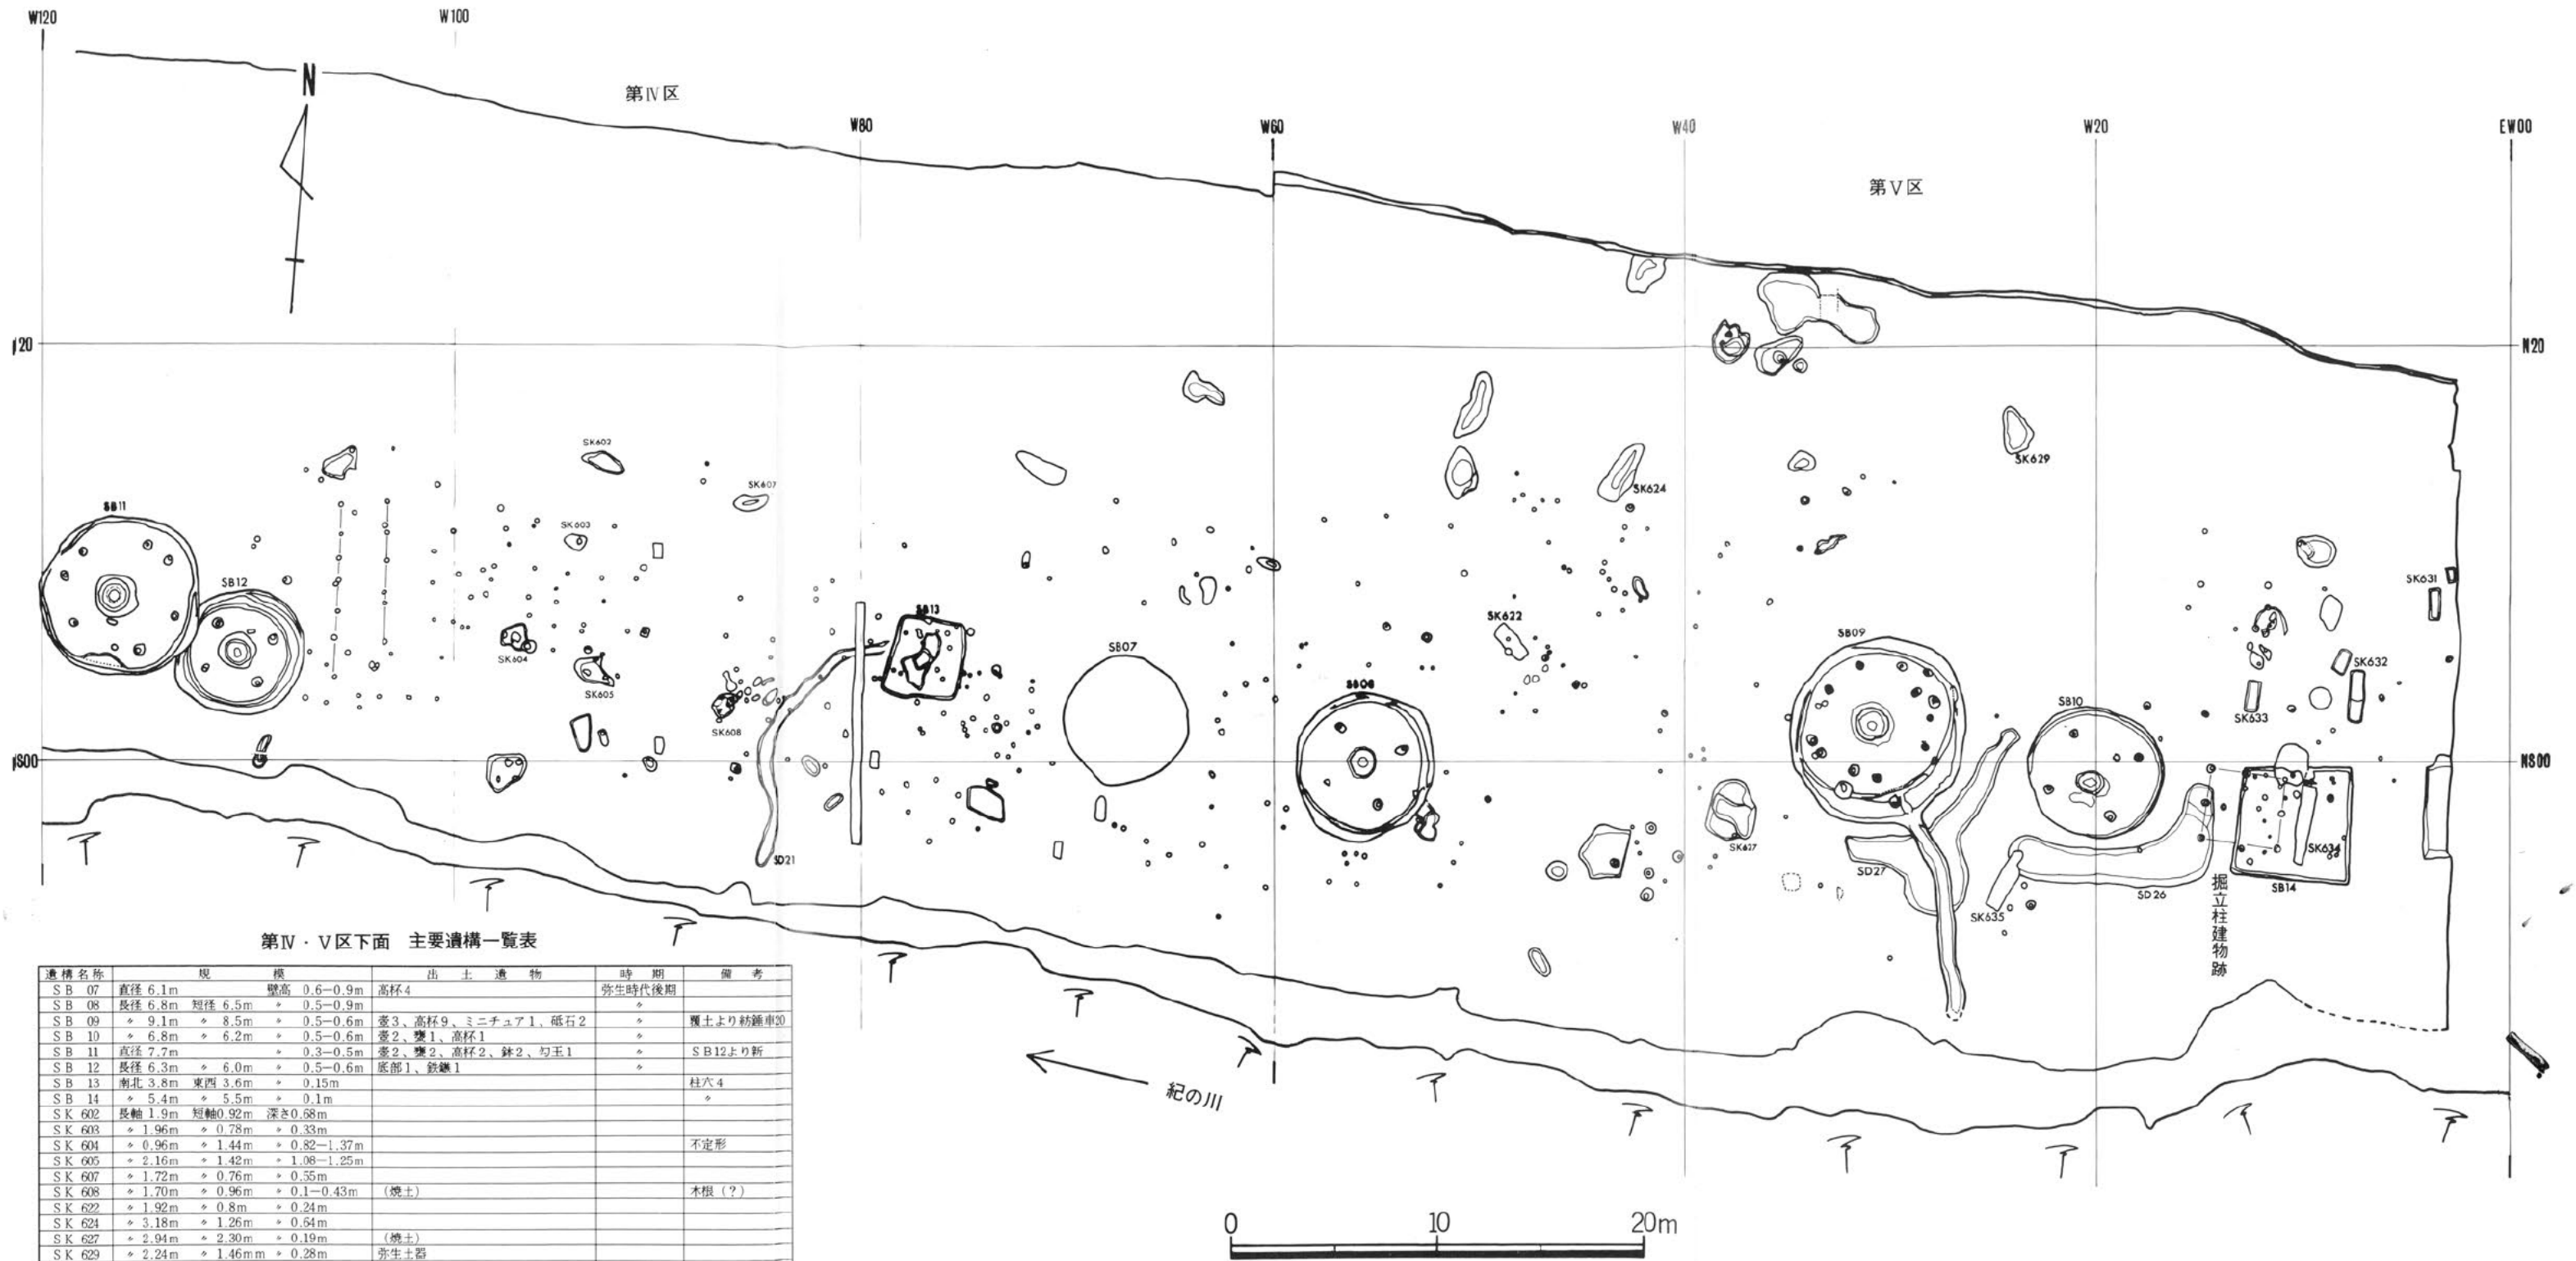 W120
W100
N
第Ⅳ区
W80
W60
W40
W20
EW00
第Ⅴ区
N20
SK602
SK607
SK603
SB11
SB12
SK604
SK605
SK608
SB13
SB07
SB08
SK622
SK624
SK629
SB09
SB10
SK631
SK632
SK633
NS00
SD21
SK627
SD27
SK635
SD26
掘立柱建物跡
SB14
SK634
紀の川
0 10 20m
第Ⅳ・Ⅴ区下面 主要遺構一覧表
遺構名称 規模 出土遺物 時期 備考
SB 07 直径 6.1m 壁高 0.6-0.9m 高杯4 弥生時代後期
SB 08 長径 6.8m 短径 6.5m 〃 0.5-0.9m 〃
SB 09 〃 9.1m 〃 8.5m 〃 0.5-0.6m 壺3、高杯9、ミニチュア1、砥石2 〃 覆土より紡錘車20
SB 10 〃 6.8m 〃 6.2m 〃 0.5-0.6m 壺2、甕1、高杯1 〃
SB 11 直径 7.7m 〃 0.3-0.5m 壺2、甕2、高杯2、鉢2、勾玉1 〃 SB12より新
SB 12 長径 6.3m 〃 6.0m 〃 0.5-0.6m 底部1、鉄鏃1 〃
SB 13 南北 3.8m 東西 3.6m 〃 0.15m 柱穴4
SB 14 〃 5.4m 〃 5.5m 〃 0.1m 〃
SK 602 長軸 1.9m 短軸0.92m 深さ0.68m
SK 603 〃 1.96m 〃 0.78m 〃 0.33m
SK 604 〃 0.96m 〃 1.44m 〃 0.82-1.37m 不定形
SK 605 〃 2.16m 〃 1.42m 〃 1.08-1.25m
SK 607 〃 1.72m 〃 0.76m 〃 0.55m
SK 608 〃 1.70m 〃 0.96m 〃 0.1-0.43m (焼土) 木根(?)
SK 622 〃 1.92m 〃 0.8m 〃 0.24m
SK 624 〃 3.18m 〃 1.26m 〃 0.64m
SK 627 〃 2.94m 〃 2.30m 〃 0.19m (焼土)
SK 629 〃 2.24m 〃 1.46mm 〃 0.28m 弥生土器